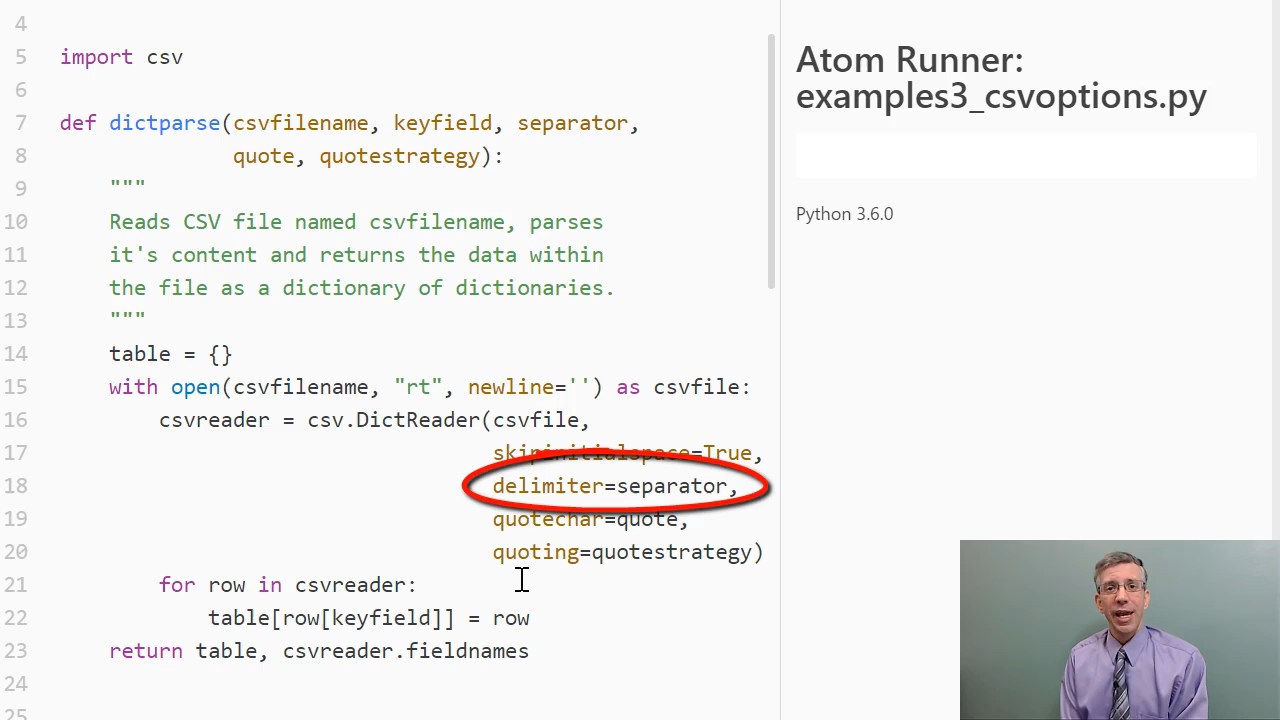 4
5 import csv
6
7 def dictparse(csvfilename, keyfield, separator,
8 quote, quotestrategy):
9 """
10 Reads CSV file named csvfilename, parses
11 it's content and returns the data within
12 the file as a dictionary of dictionaries.
13 """
14 table = {}
15 with open(csvfilename, "rt", newline='') as csvfile:
16 csvreader = csv.DictReader(csvfile,
17 skipinitialspace=True,
18 delimiter=separator,
19 quotechar=quote,
20 quoting=quotestrategy)
21 for row in csvreader:
22 table[row[keyfield]] = row
23 return table, csvreader.fieldnames
24
25
Atom Runner:
examples3_csvoptions.py
Python 3.6.0